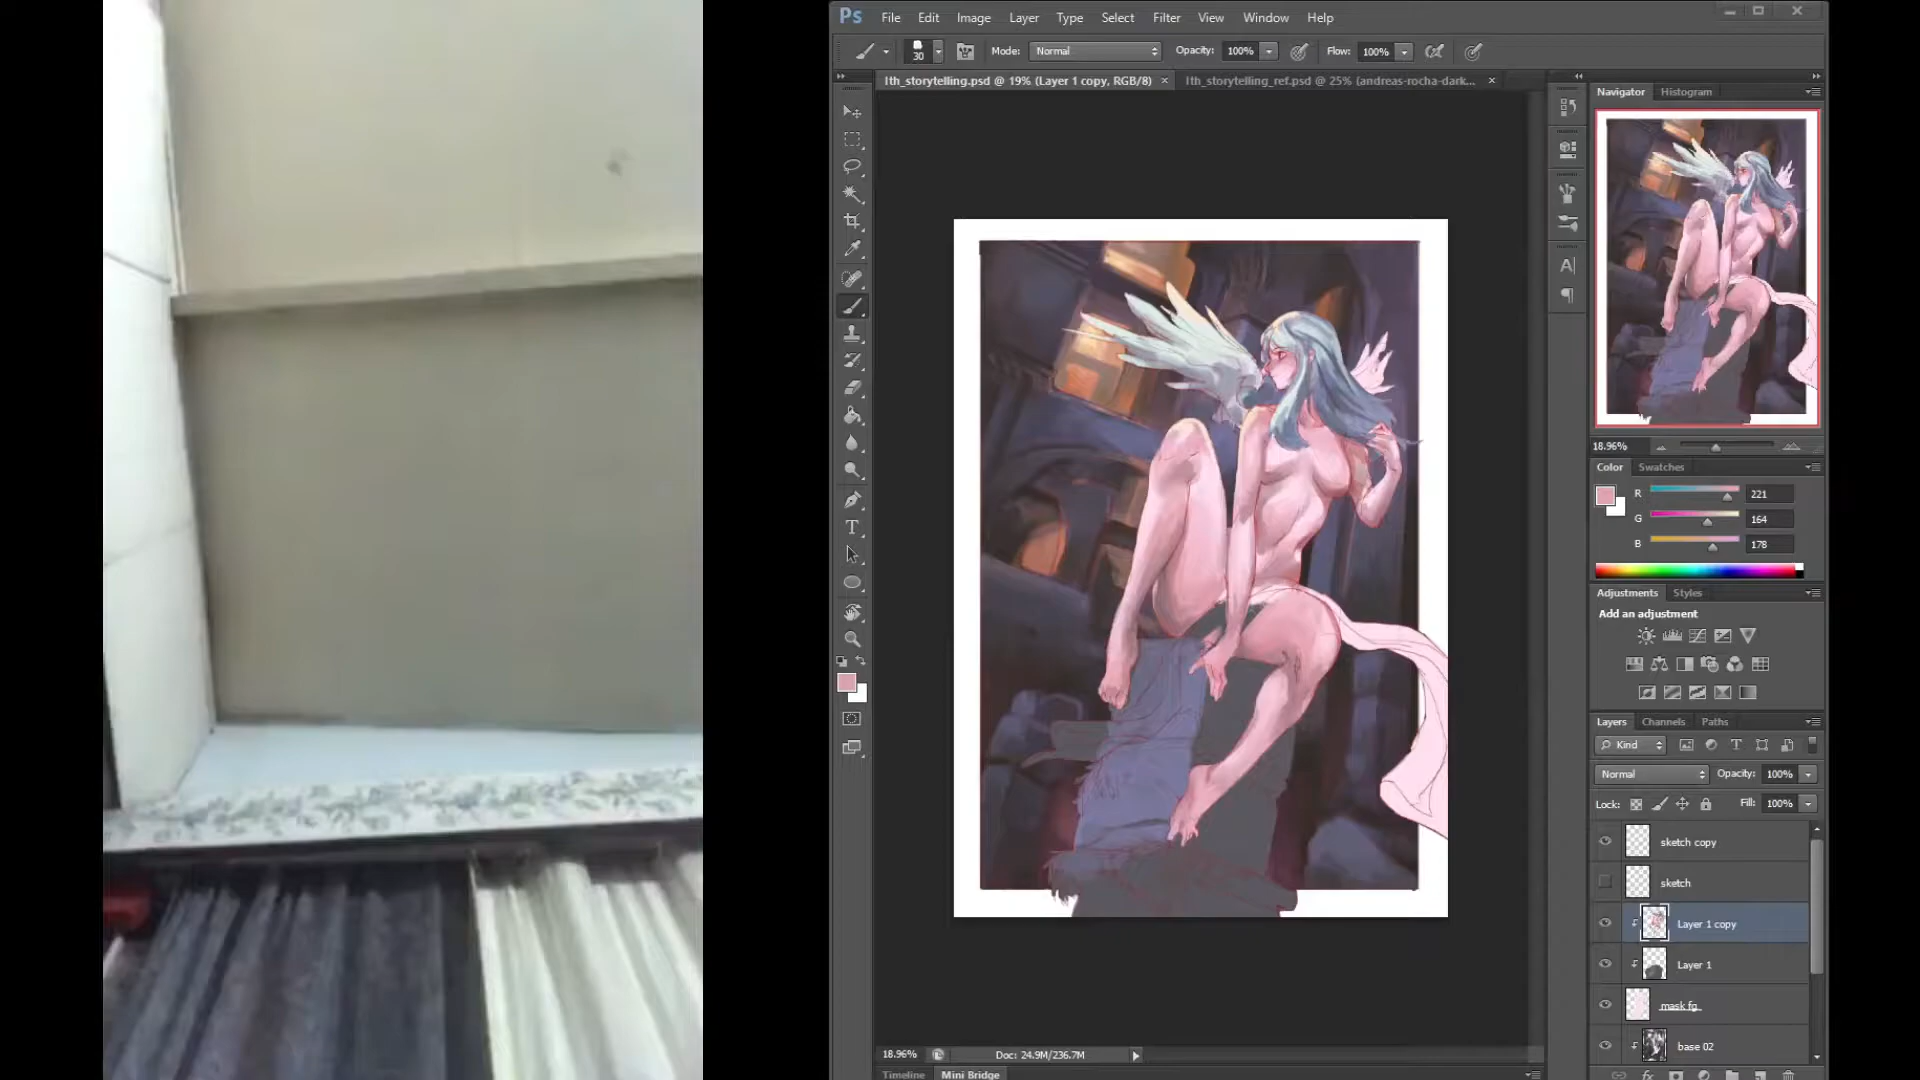 Ps File Edit Image Layer Type Select Filter View Window Help
30 Mode: Normal Opacity: 100% Flow: 100%
lth_storytelling.psd @ 19% (Layer 1 copy, RGB/8) × lth_storytelling_ref.psd @ 25% (andreas-rocha-dark... ×
Navigator Histogram
18.96%
Color Swatches
R 221
G 164
B 178
Adjustments Styles
Add an adjustment
Layers Channels Paths
Kind
Normal Opacity: 100%
Lock: Fill: 100%
sketch copy
sketch
Layer 1 copy
Layer 1
mask fg
base 02
18.96% Doc: 24.9M/236.7M
Timeline Mini Bridge